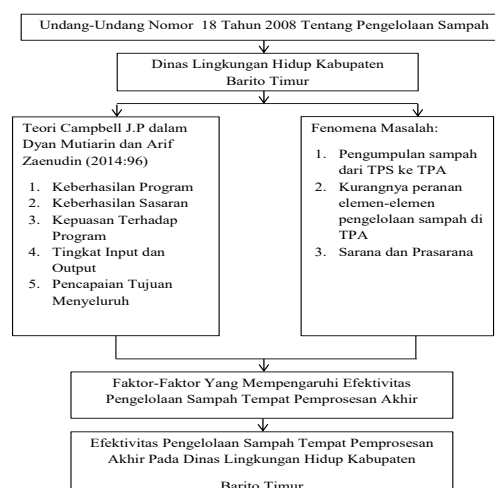 Undang-Undang Nomor 18 Tahun 2008 Tentang Pengelolaan Sampah
Dinas Lingkungan Hidup Kabupaten
Barito Timur
Teori Campbell J.P dalam
Dyan Mutiarin dan Arif
Zaenudin (2014:96)
1. Keberhasilan Program
2. Keberhasilan Sasaran
3. Kepuasan Terhadap
Program
4. Tingkat Input dan
Output
5. Pencapaian Tujuan
Menyeluruh
Fenomena Masalah:
1. Pengumpulan sampah
dari TPS ke TPA
2. Kurangnya peranan
elemen-elemen
pengelolaan sampah di
TPA
3. Sarana dan Prasarana
Faktor-Faktor Yang Mempengaruhi Efektivitas
Pengelolaan Sampah Tempat Pemprosesan Akhir
Efektivitas Pengelolaan Sampah Tempat Pemprosesan
Akhir Pada Dinas Lingkungan Hidup Kabupaten
Barito Timur